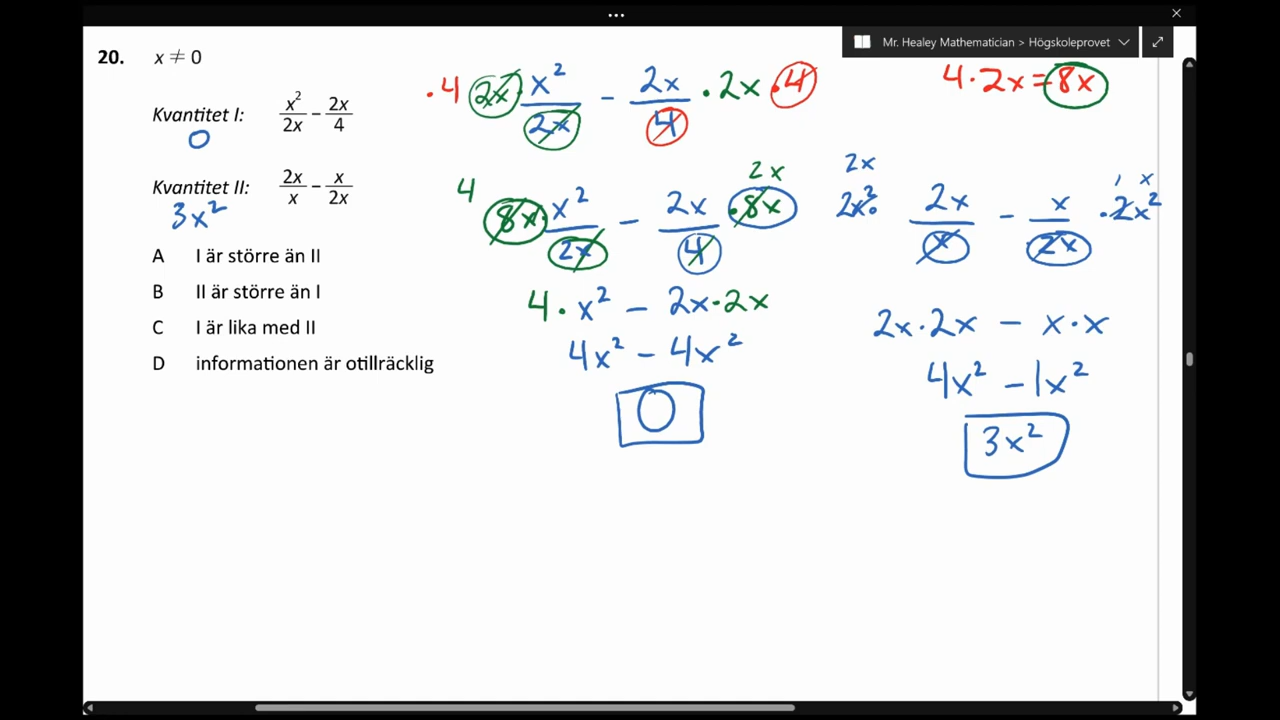 Mr. Healey Mathematician > Högskoleprovet
20. x ≠ 0
Kvantitet I: x²/2x − 2x/4
0
Kvantitet II: 2x/x − x/2x
3x²
A I är större än II
B II är större än I
C I är lika med II
D informationen är otillräcklig
·4 2x · x²/2x − 2x/4 · 2x · 4
4 · 2x = 8x
4 2x
8x · x²/2x − 2x/4 · 8x
4 · x² − 2x · 2x
4x² − 4x²
0
2x 1 x
2x² · 2x/x − x/2x · 2x²
2x · 2x − x · x
4x² − 1x²
3x²